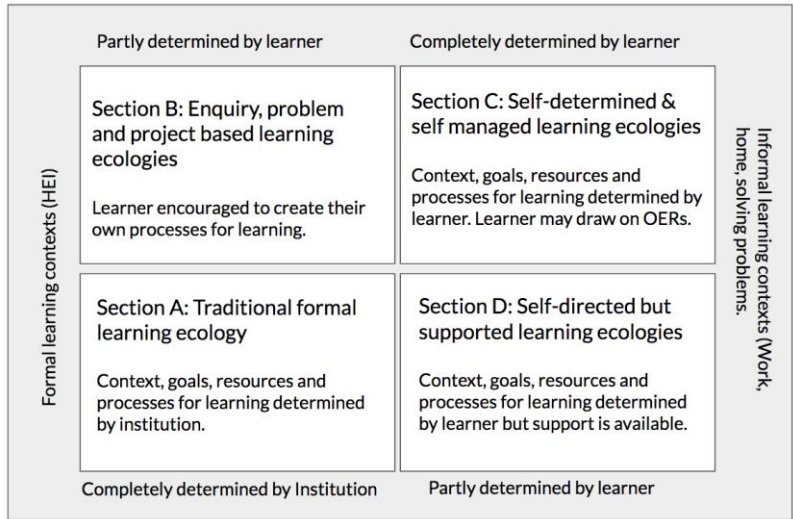 Partly determined by learner
Completely determined by learner
Formal learning contexts (HEI)
Section B: Enquiry, problem
and project based learning
ecologies
Learner encouraged to create their
own processes for learning.
Section C: Self-determined &
self managed learning ecologies
Context, goals, resources and
processes for learning determined by
learner. Learner may draw on OERs.
Informal learning contexts (Work,
home, solving problems.
Section A: Traditional formal
learning ecology
Context, goals, resources and
processes for learning determined
by institution.
Section D: Self-directed but
supported learning ecologies
Context, goals, resources and
processes for learning determined
by learner but support is available.
Completely determined by Institution
Partly determined by learner